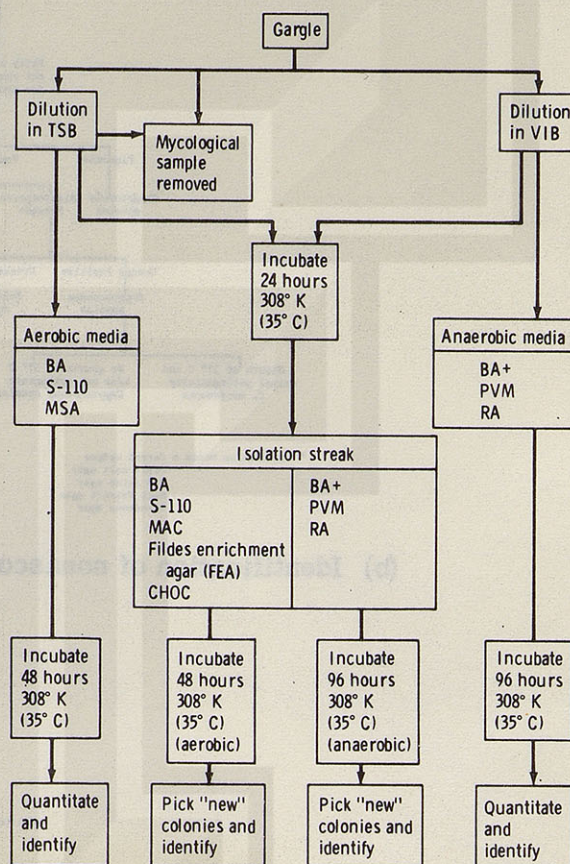 Gargle
Dilution
in TSB
Mycological
sample
removed
Dilution
in VIB
Incubate
24 hours
308° K
(35° C)
Aerobic media
BA
S-110
MSA
Anaerobic media
BA+
PVM
RA
Isolation streak
BA
S-110
MAC
Fildes enrichment
agar (FEA)
CHOC
BA+
PVM
RA
Incubate
48 hours
308° K
(35° C)
Incubate
48 hours
308° K
(35° C)
(aerobic)
Incubate
96 hours
308° K
(35° C)
(anaerobic)
Incubate
96 hours
308° K
(35° C)
Quantitate
and
identify
Pick "new"
colonies and
identify
Pick "new"
colonies and
identify
Quantitate
and
identify